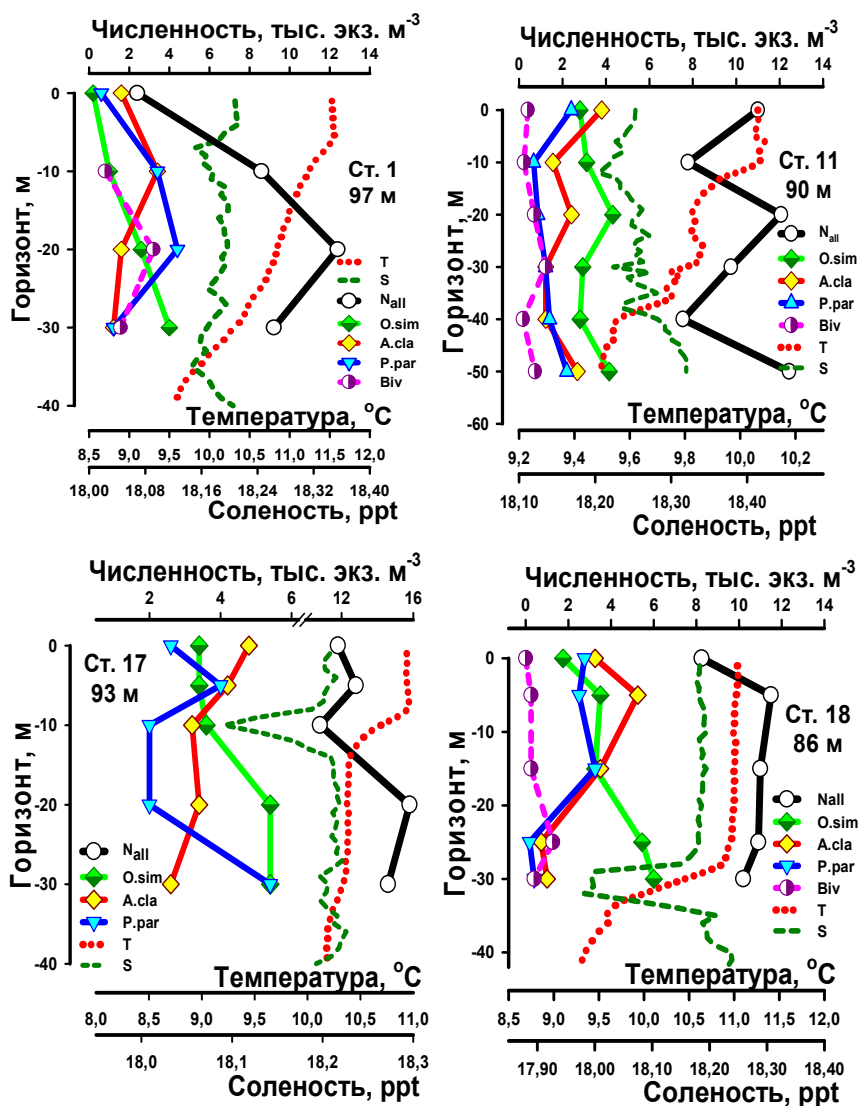 Численность, тыс. экз. м-3
0 2 4 6 8 10 12 14
Горизонт, м
0
-10
-20
-30
-40
Ст. 1
97 м
T
S
Nall
O.sim
A.cla
P.par
Biv
Температура, oC
8,5 9,0 9,5 10,0 10,5 11,0 11,5 12,0
18,00 18,08 18,16 18,24 18,32 18,40
Соленость, ppt
Численность, тыс. экз. м-3
0 2 4 6 8 10 12 14
Горизонт, м
0
-10
-20
-30
-40
-50
-60
Ст. 11
90 м
Nall
O.sim
A.cla
P.par
Biv
T
S
Температура, oC
9,2 9,4 9,6 9,8 10,0 10,2
18,10 18,20 18,30 18,40
Соленость, ppt
Численность, тыс. экз. м-3
2 4 6 12 16
Горизонт, м
0
-10
-20
-30
-40
Ст. 17
93 м
Nall
O.sim
A.cla
P.par
T
S
Температура, oC
8,0 8,5 9,0 9,5 10,0 10,5 11,0
18,0 18,1 18,2 18,3
Соленость, ppt
Численность, тыс. экз. м-3
0 2 4 6 8 10 12 14
Горизонт, м
0
-10
-20
-30
-40
Ст. 18
86 м
Nall
O.sim
A.cla
P.par
Biv
T
S
Температура, oC
8,5 9,0 9,5 10,0 10,5 11,0 11,5 12,0
17,90 18,00 18,10 18,20 18,30 18,40
Соленость, ppt